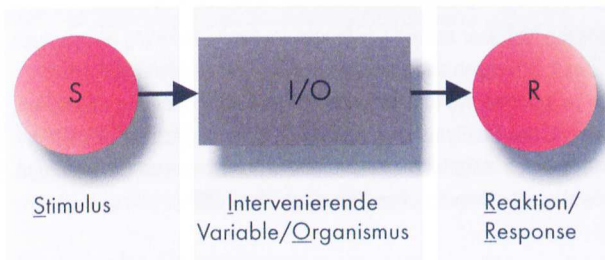 S
I/O
R
Stimulus
Intervenierende
Variable/Organismus
Reaktion/
Response